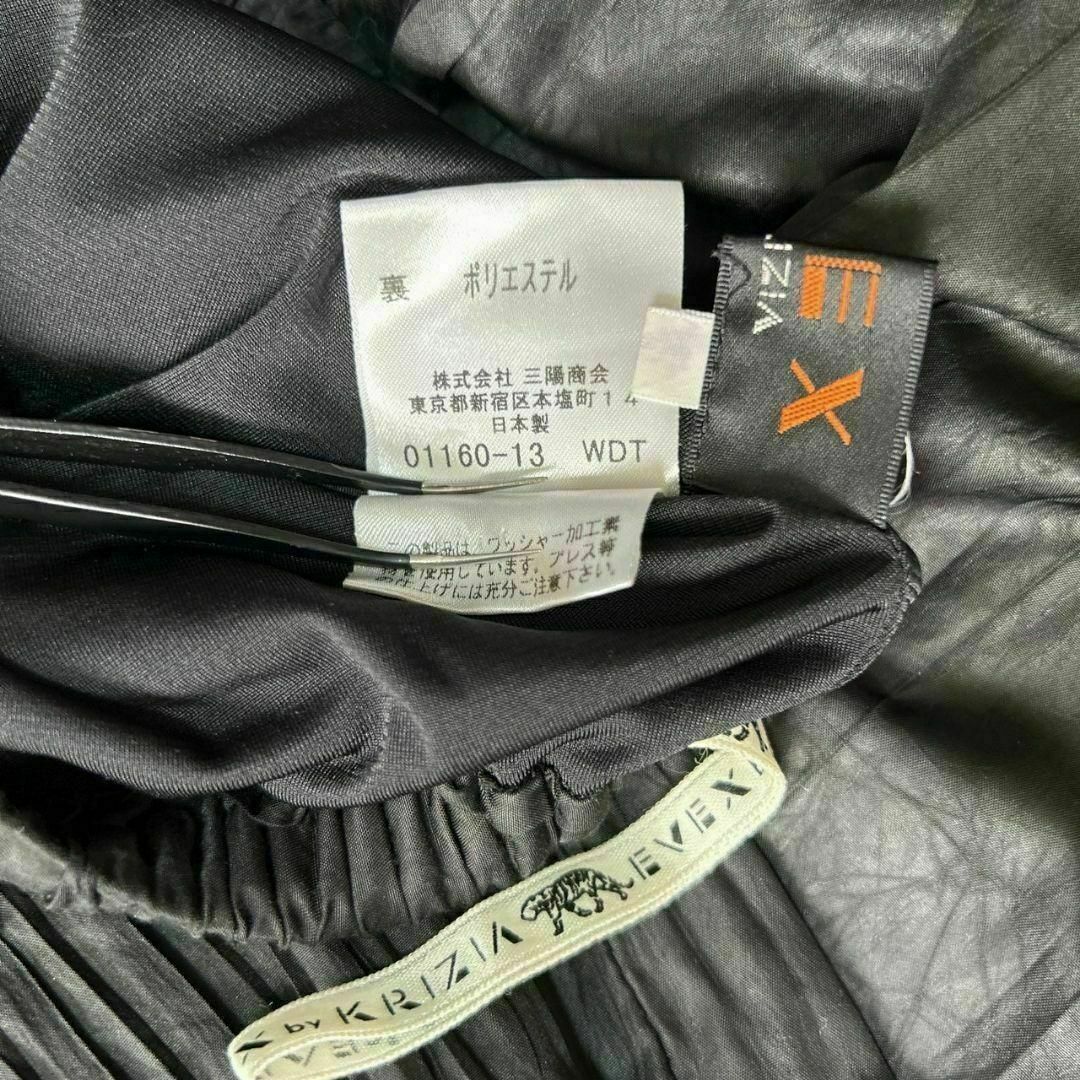 裏 ポリエステル
株式会社 三陽商会
東京都新宿区本塩町14
日本製
01160-13 WDT
この製品は、ワッシャー加工素
使用しています。プレス等
仕上げには充分ご注意下さい。
EX
by KRIZIA EVEX